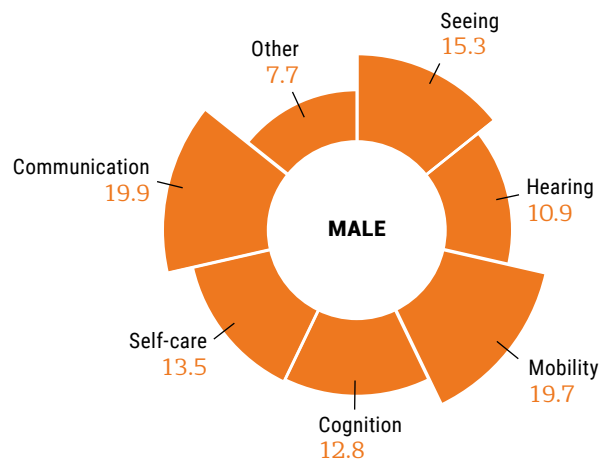 Seeing
15.3
Other
7.7
Communication
19.9
Hearing
10.9
MALE
Self-care
13.5
Mobility
19.7
Cognition
12.8